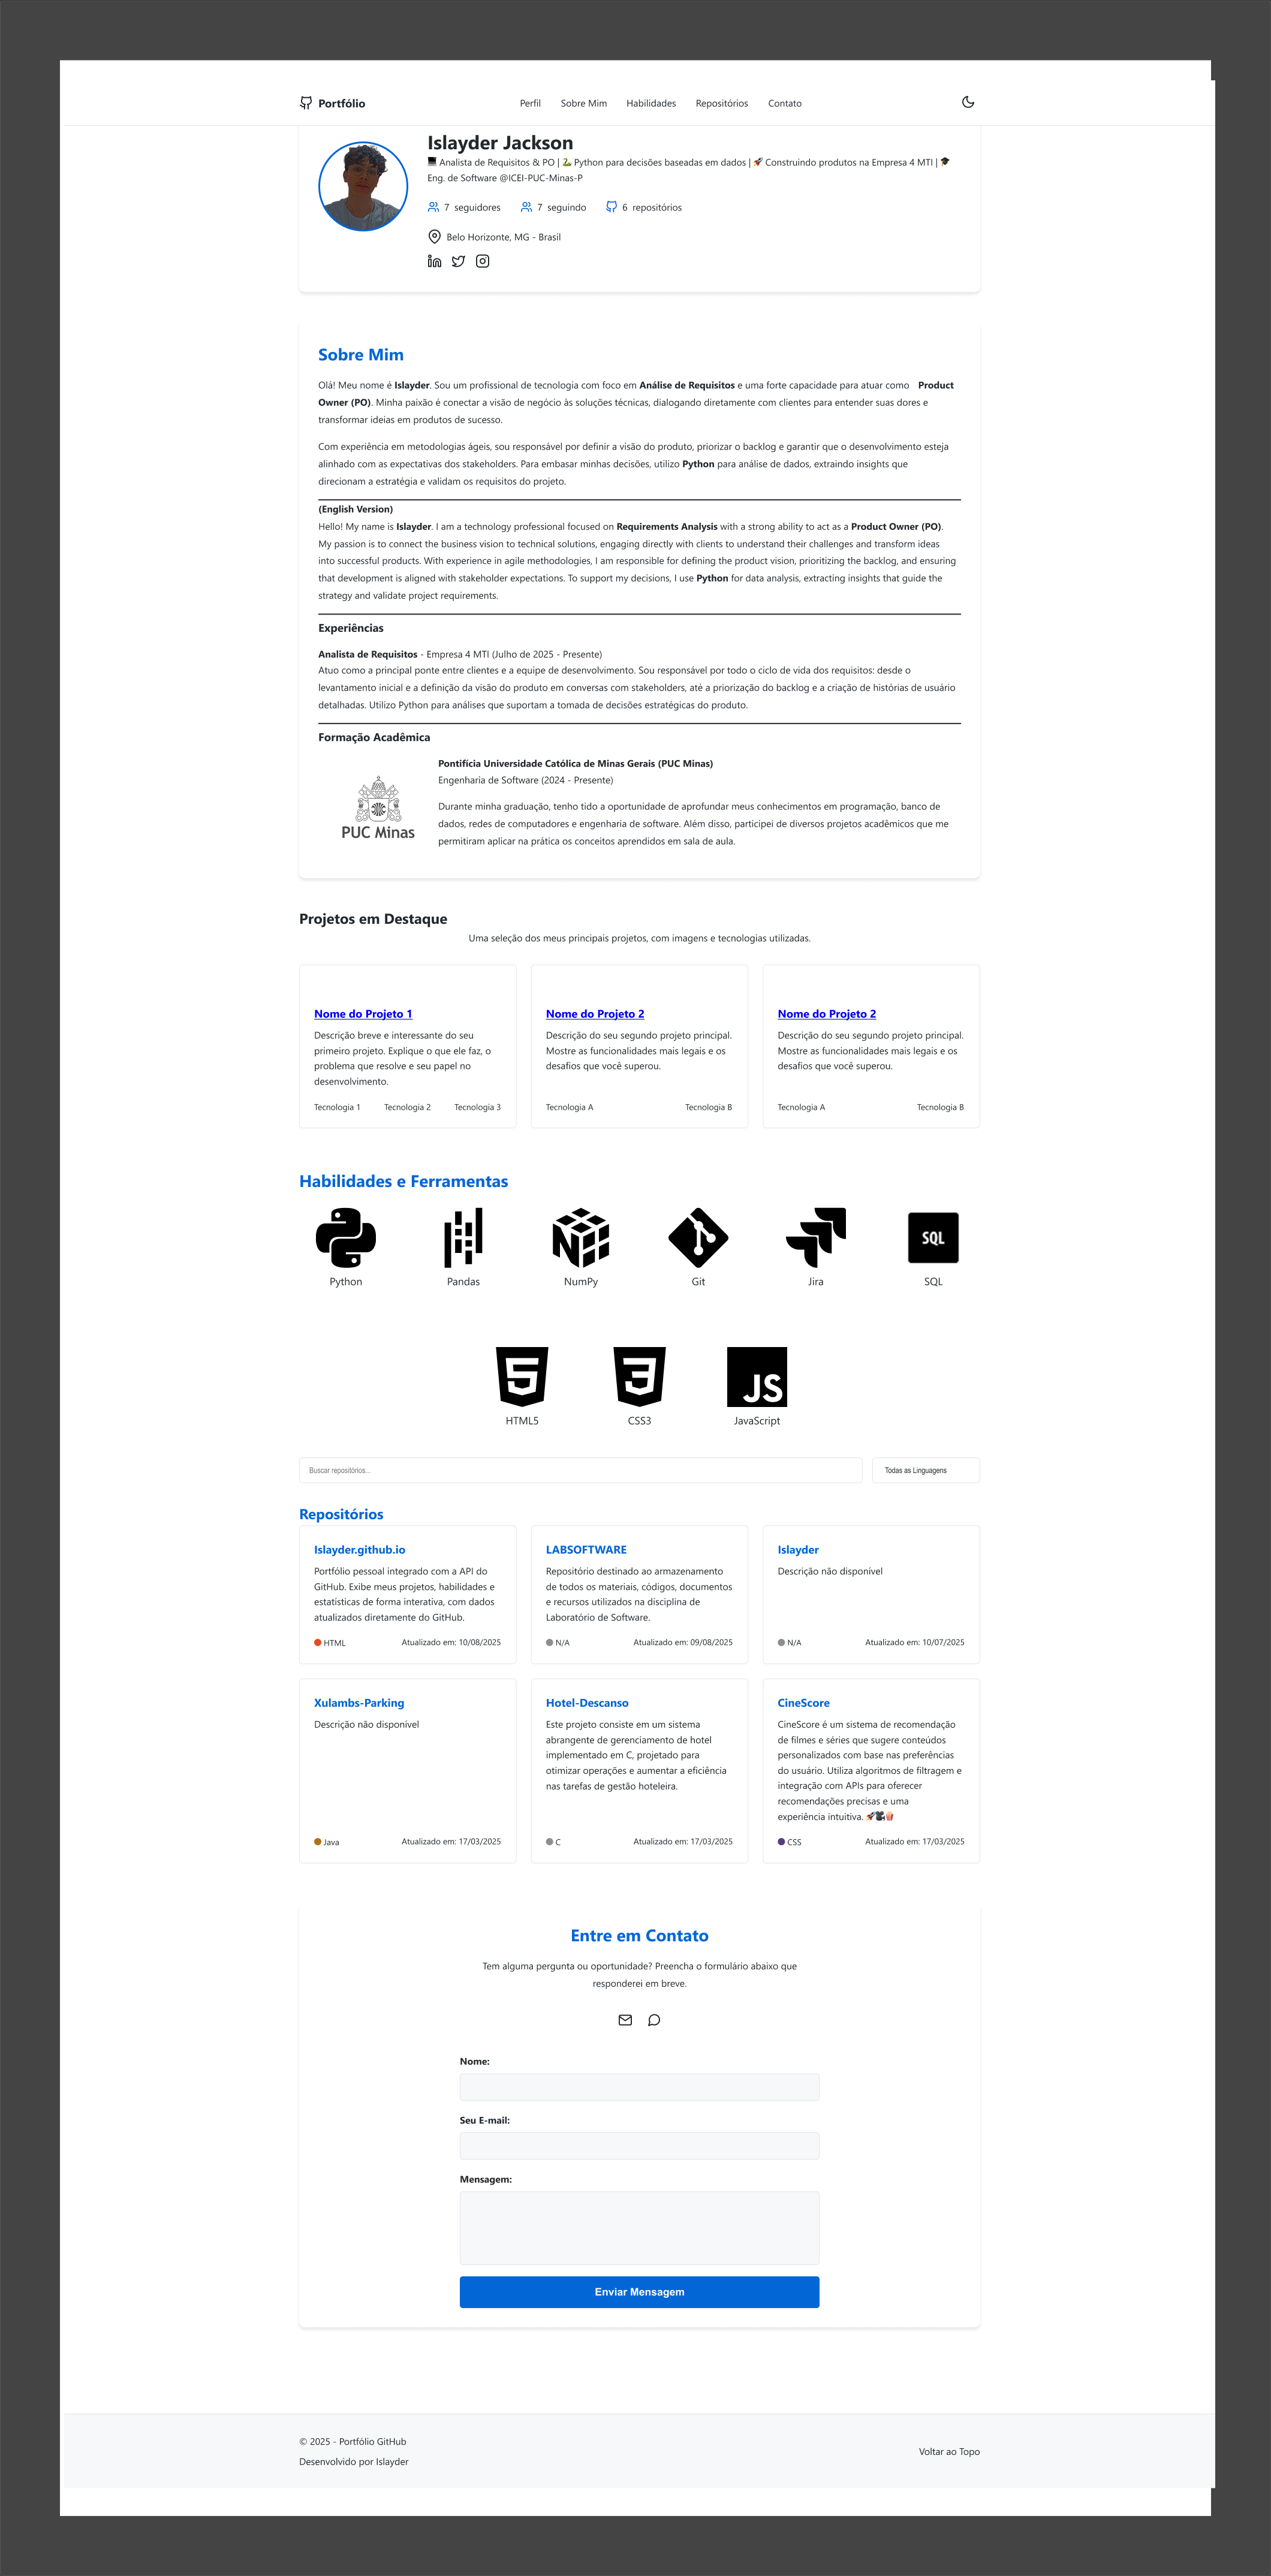 Portfólio
Perfil
Sobre Mim
Habilidades
Repositórios
Contato
Islayder Jackson
Analista de Requisitos & PO | 🐍 Python para decisões baseadas em dados | 🚀 Construindo produtos na Empresa 4 MTI | 🎓
Eng. de Software @ICEI-PUC-Minas-P
7 seguidores
7 seguindo
6 repositórios
Belo Horizonte, MG - Brasil
Sobre Mim
Olá! Meu nome é Islayder. Sou um profissional de tecnologia com foco em Análise de Requisitos e uma forte capacidade para atuar como Product
Owner (PO). Minha paixão é conectar a visão de negócio às soluções técnicas, dialogando diretamente com clientes para entender suas dores e
transformar ideias em produtos de sucesso.
Com experiência em metodologias ágeis, sou responsável por definir a visão do produto, priorizar o backlog e garantir que o desenvolvimento esteja
alinhado com as expectativas dos stakeholders. Para embasar minhas decisões, utilizo Python para análise de dados, extraindo insights que
direcionam a estratégia e validam os requisitos do projeto.
(English Version)
Hello! My name is Islayder. I am a technology professional focused on Requirements Analysis with a strong ability to act as a Product Owner (PO).
My passion is to connect the business vision to technical solutions, engaging directly with clients to understand their challenges and transform ideas
into successful products. With experience in agile methodologies, I am responsible for defining the product vision, prioritizing the backlog, and ensuring
that development is aligned with stakeholder expectations. To support my decisions, I use Python for data analysis, extracting insights that guide the
strategy and validate project requirements.
Experiências
Analista de Requisitos - Empresa 4 MTI (Julho de 2025 - Presente)
Atuo como a principal ponte entre clientes e a equipe de desenvolvimento. Sou responsável por todo o ciclo de vida dos requisitos: desde o
levantamento inicial e a definição da visão do produto em conversas com stakeholders, até a priorização do backlog e a criação de histórias de usuário
detalhadas. Utilizo Python para análises que suportam a tomada de decisões estratégicas do produto.
Formação Acadêmica
PUC Minas
Pontifícia Universidade Católica de Minas Gerais (PUC Minas)
Engenharia de Software (2024 - Presente)
Durante minha graduação, tenho tido a oportunidade de aprofundar meus conhecimentos em programação, banco de
dados, redes de computadores e engenharia de software. Além disso, participei de diversos projetos acadêmicos que me
permitiram aplicar na prática os conceitos aprendidos em sala de aula.
Projetos em Destaque
Uma seleção dos meus principais projetos, com imagens e tecnologias utilizadas.
Nome do Projeto 1
Descrição breve e interessante do seu
primeiro projeto. Explique o que ele faz, o
problema que resolve e seu papel no
desenvolvimento.
Tecnologia 1
Tecnologia 2
Tecnologia 3
Nome do Projeto 2
Descrição do seu segundo projeto principal.
Mostre as funcionalidades mais legais e os
desafios que você superou.
Tecnologia A
Tecnologia B
Nome do Projeto 2
Descrição do seu segundo projeto principal.
Mostre as funcionalidades mais legais e os
desafios que você superou.
Tecnologia A
Tecnologia B
Habilidades e Ferramentas
Python
Pandas
NumPy
Git
Jira
SQL
SQL
5
HTML5
3
CSS3
JS
JavaScript
Buscar repositórios...
Todas as Linguagens
Repositórios
Islayder.github.io
Portfólio pessoal integrado com a API do
GitHub. Exibe meus projetos, habilidades e
estatísticas de forma interativa, com dados
atualizados diretamente do GitHub.
HTML
Atualizado em: 10/08/2025
LABSOFTWARE
Repositório destinado ao armazenamento
de todos os materiais, códigos, documentos
e recursos utilizados na disciplina de
Laboratório de Software.
N/A
Atualizado em: 09/08/2025
Islayder
Descrição não disponível
N/A
Atualizado em: 10/07/2025
Xulambs-Parking
Descrição não disponível
Java
Atualizado em: 17/03/2025
Hotel-Descanso
Este projeto consiste em um sistema
abrangente de gerenciamento de hotel
implementado em C, projetado para
otimizar operações e aumentar a eficiência
nas tarefas de gestão hoteleira.
C
Atualizado em: 17/03/2025
CineScore
CineScore é um sistema de recomendação
de filmes e séries que sugere conteúdos
personalizados com base nas preferências
do usuário. Utiliza algoritmos de filtragem e
integração com APIs para oferecer
recomendações precisas e uma
experiência intuitiva. 🚀🎥🍿
CSS
Atualizado em: 17/03/2025
Entre em Contato
Tem alguma pergunta ou oportunidade? Preencha o formulário abaixo que
responderei em breve.
Nome:
Seu E-mail:
Mensagem:
Enviar Mensagem
© 2025 - Portfólio GitHub
Desenvolvido por Islayder
Voltar ao Topo